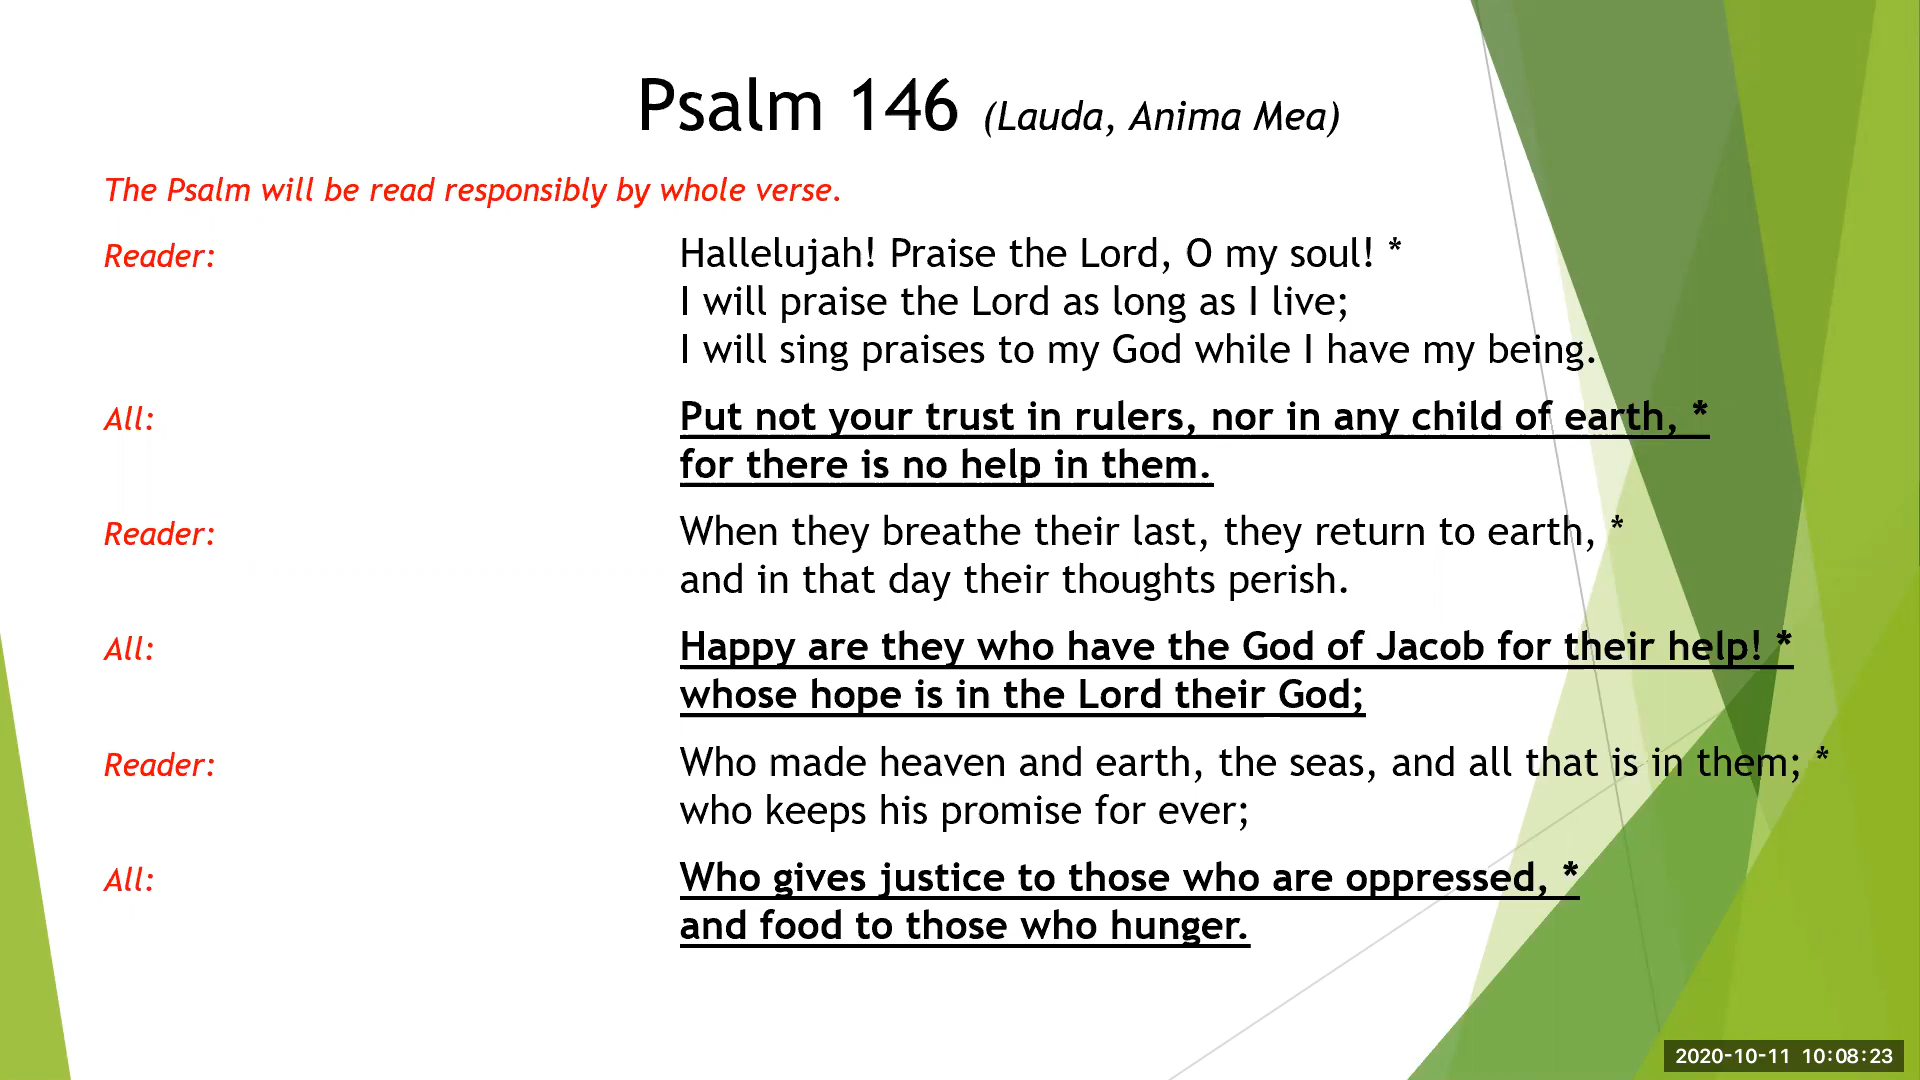 Psalm 146 (Lauda, Anima Mea)
The Psalm will be read responsibly by whole verse.
Reader: Hallelujah! Praise the Lord, O my soul! *
I will praise the Lord as long as I live;
I will sing praises to my God while I have my being.
All: Put not your trust in rulers, nor in any child of earth, *
for there is no help in them.
Reader: When they breathe their last, they return to earth, *
and in that day their thoughts perish.
All: Happy are they who have the God of Jacob for their help! *
whose hope is in the Lord their God;
Reader: Who made heaven and earth, the seas, and all that is in them; *
who keeps his promise for ever;
All: Who gives justice to those who are oppressed, *
and food to those who hunger.
2020-10-11 10:08:23